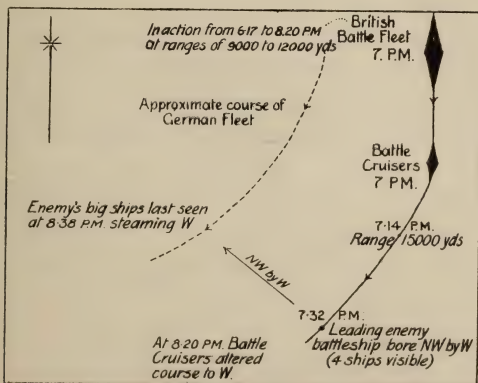 In action from 6·17 to 8.20 PM
at ranges of 9000 to 12000 yds
British
Battle Fleet
7. P.M.
Approximate course of
German Fleet
Battle
Cruisers
7 P.M.
Enemy's big ships last seen
at 8·38 P.M. steaming W
7·14 P.M.
Range 15000 yds
NW by W
7·32 P.M.
Leading enemy
battleship bore NW by W
(4 ships visible)
At 8·20 P.M. Battle
Cruisers altered
course to W.